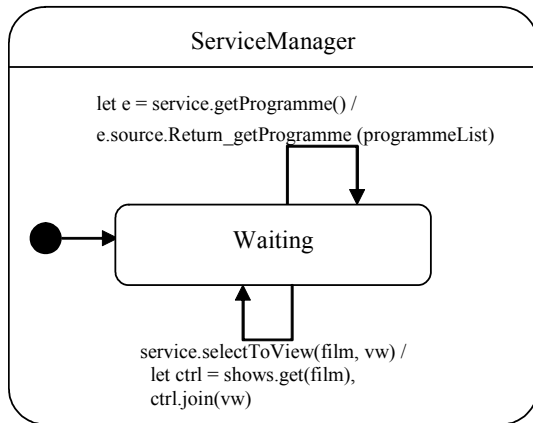 ServiceManager
let e = service.getProgramme() /
e.source.Return_getProgramme (programmeList)
Waiting
service.selectToView(film, vw) /
let ctrl = shows.get(film),
ctrl.join(vw)